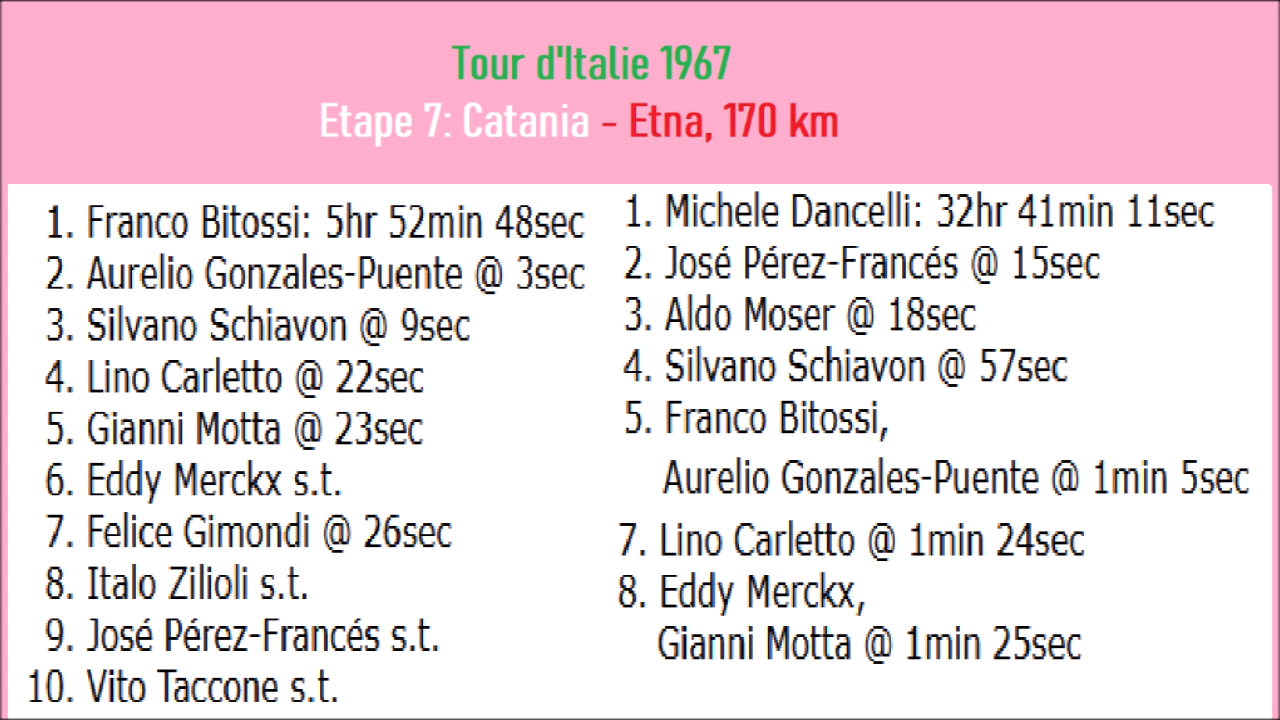 Tour d'Italie 1967
Etape 7: Catania - Etna, 170 km
1. Franco Bitossi: 5hr 52min 48sec
2. Aurelio Gonzales-Puente @ 3sec
3. Silvano Schiavon @ 9sec
4. Lino Carletto @ 22sec
5. Gianni Motta @ 23sec
6. Eddy Merckx s.t.
7. Felice Gimondi @ 26sec
8. Italo Zilioli s.t.
9. José Pérez-Francés s.t.
10. Vito Taccone s.t.
1. Michele Dancelli: 32hr 41min 11sec
2. José Pérez-Francés @ 15sec
3. Aldo Moser @ 18sec
4. Silvano Schiavon @ 57sec
5. Franco Bitossi,
Aurelio Gonzales-Puente @ 1min 5sec
7. Lino Carletto @ 1min 24sec
8. Eddy Merckx,
Gianni Motta @ 1min 25sec